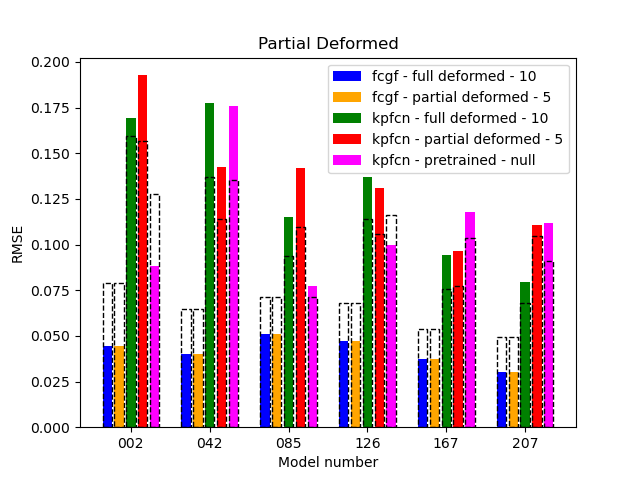 Partial Deformed
fcgf - full deformed - 10
fcgf - partial deformed - 5
kpfcn - full deformed - 10
kpfcn - partial deformed - 5
kpfcn - pretrained - null
RMSE
0.200
0.175
0.150
0.125
0.100
0.075
0.050
0.025
0.000
002 042 085 126 167 207
Model number